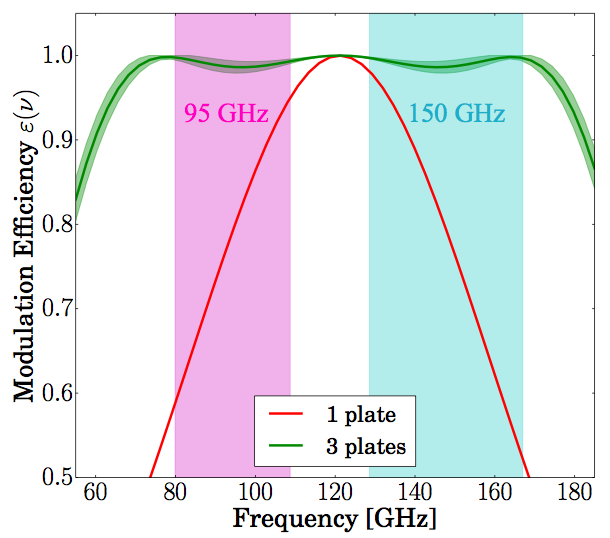 Modulation Efficiency ε(ν)
1.0
0.9
0.8
0.7
0.6
0.5
95 GHz
150 GHz
1 plate
3 plates
60 80 100 120 140 160 180
Frequency [GHz]